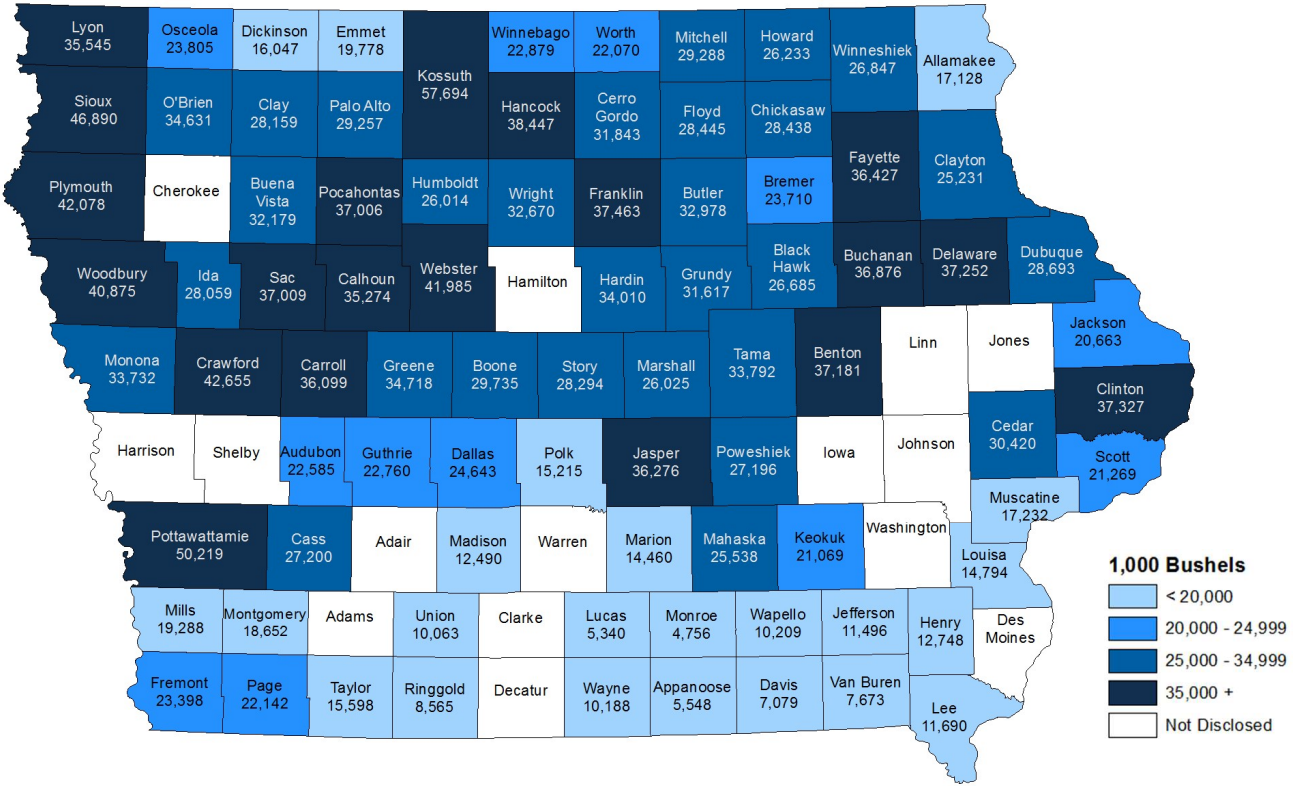 Lyon
35,545
Osceola
23,805
Dickinson
16,047
Emmet
19,778
Kossuth
57,694
Winnebago
22,879
Worth
22,070
Mitchell
29,288
Howard
26,233
Winneshiek
26,847
Allamakee
17,128
Sioux
46,890
O'Brien
34,631
Clay
28,159
Palo Alto
29,257
Hancock
38,447
Cerro
Gordo
31,843
Floyd
28,445
Chickasaw
28,438
Fayette
36,427
Clayton
25,231
Plymouth
42,078
Cherokee
Buena
Vista
32,179
Pocahontas
37,006
Humboldt
26,014
Wright
32,670
Franklin
37,463
Butler
32,978
Bremer
23,710
Woodbury
40,875
Ida
28,059
Sac
37,009
Calhoun
35,274
Webster
41,985
Hamilton
Hardin
34,010
Grundy
31,617
Black
Hawk
26,685
Buchanan
36,876
Delaware
37,252
Dubuque
28,693
Monona
33,732
Crawford
42,655
Carroll
36,099
Greene
34,718
Boone
29,735
Story
28,294
Marshall
26,025
Tama
33,792
Benton
37,181
Linn
Jones
Jackson
20,663
Clinton
37,327
Harrison
Shelby
Audubon
22,585
Guthrie
22,760
Dallas
24,643
Polk
15,215
Jasper
36,276
Poweshiek
27,196
Iowa
Johnson
Cedar
30,420
Scott
21,269
Muscatine
17,232
Pottawattamie
50,219
Cass
27,200
Adair
Madison
12,490
Warren
Marion
14,460
Mahaska
25,538
Keokuk
21,069
Washington
Louisa
14,794
Mills
19,288
Montgomery
18,652
Adams
Union
10,063
Clarke
Lucas
5,340
Monroe
4,756
Wapello
10,209
Jefferson
11,496
Henry
12,748
Des
Moines
Fremont
23,398
Page
22,142
Taylor
15,598
Ringgold
8,565
Decatur
Wayne
10,188
Appanoose
5,548
Davis
7,079
Van Buren
7,673
Lee
11,690
1,000 Bushels
< 20,000
20,000 - 24,999
25,000 - 34,999
35,000 +
Not Disclosed